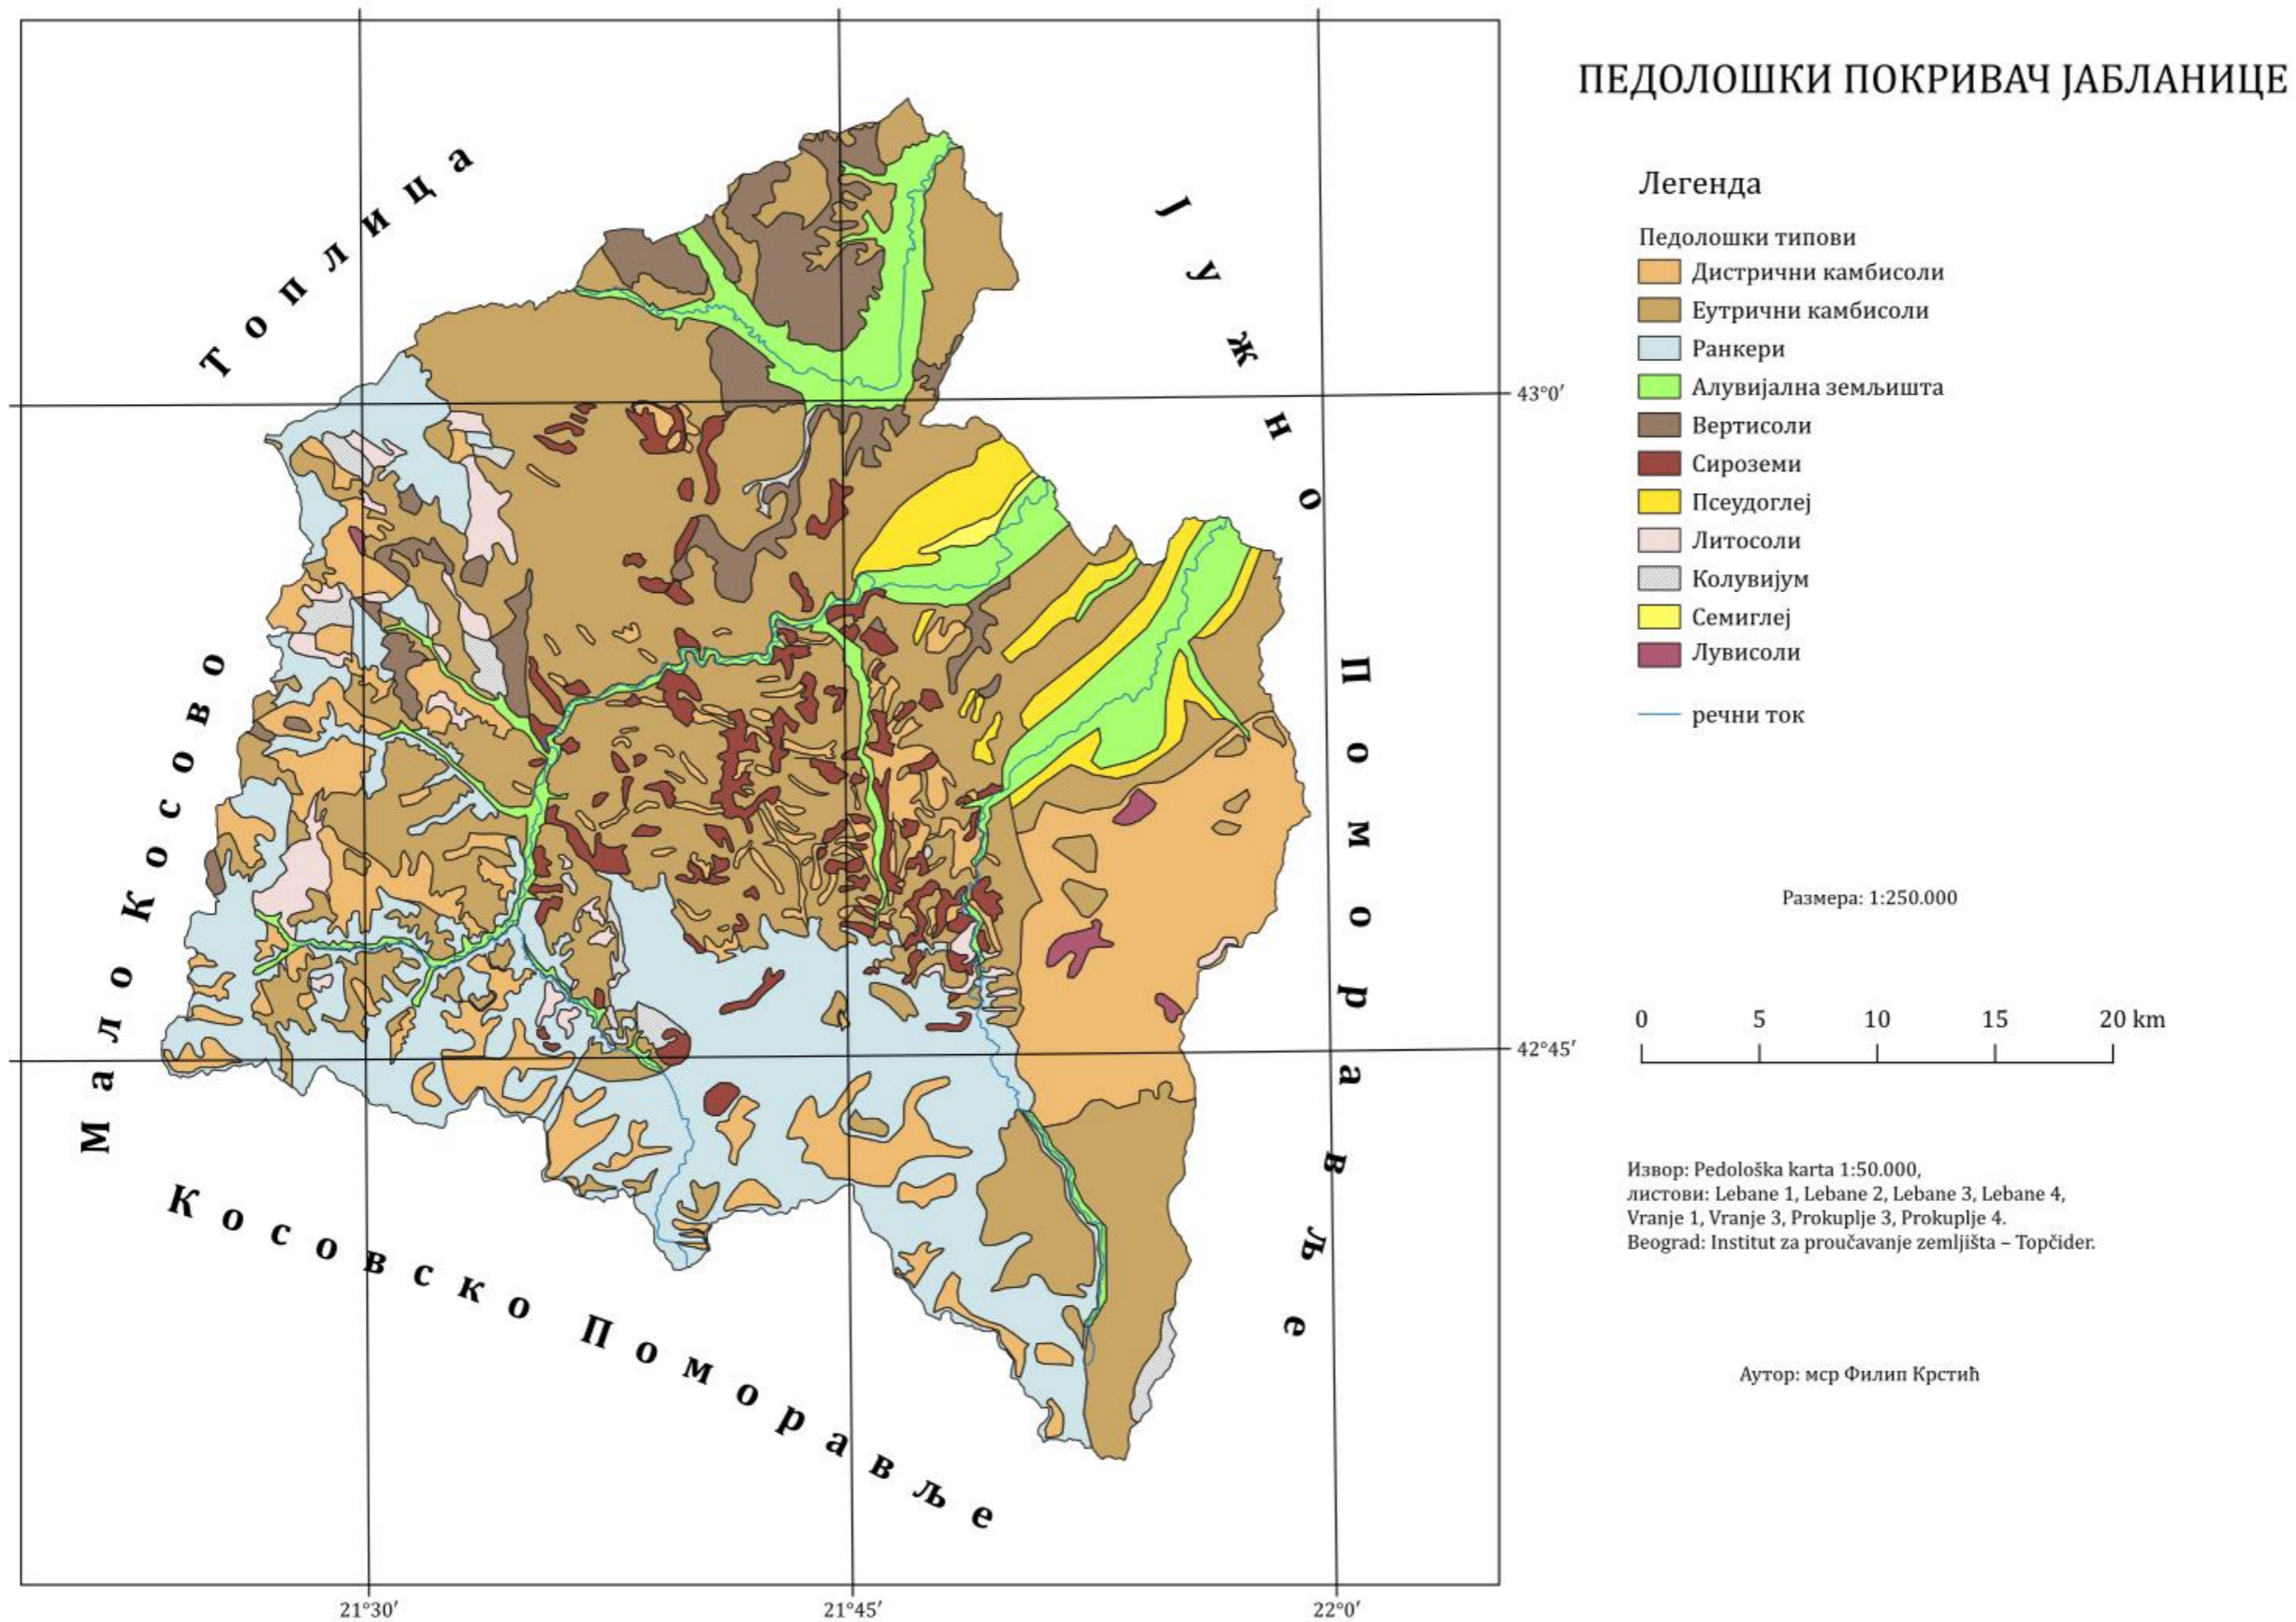 ПЕДОЛОШКИ ПОКРИВАЧ ЈАБЛАНИЦЕ
Топлица
Јужно Поморавље
Мало Косово
Косовско Поморавље
43°0′
42°45′
21°30′
21°45′
22°0′
Легенда
Педолошки типови
Дистрични камбисоли
Еутрични камбисоли
Ранкери
Алувијална земљишта
Вертисоли
Сироземи
Псеудоглеј
Литосоли
Колувијум
Семиглеј
Лувисоли
речни ток
Размера: 1:250.000
0 5 10 15 20 km
Извор: Pedološka karta 1:50.000,
листови: Lebane 1, Lebane 2, Lebane 3, Lebane 4,
Vranje 1, Vranje 3, Prokuplje 3, Prokuplje 4.
Beograd: Institut za proučavanje zemljišta – Topčider.
Аутор: мср Филип Крстић